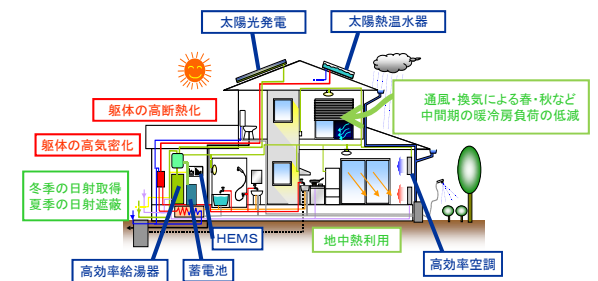 太陽光発電
太陽熱温水器
通風・換気による春・秋など
中間期の暖冷房負荷の低減
躯体の高断熱化
躯体の高気密化
冬季の日射取得
夏季の日射遮蔽
HEMS
地中熱利用
高効率空調
高効率給湯器
蓄電池